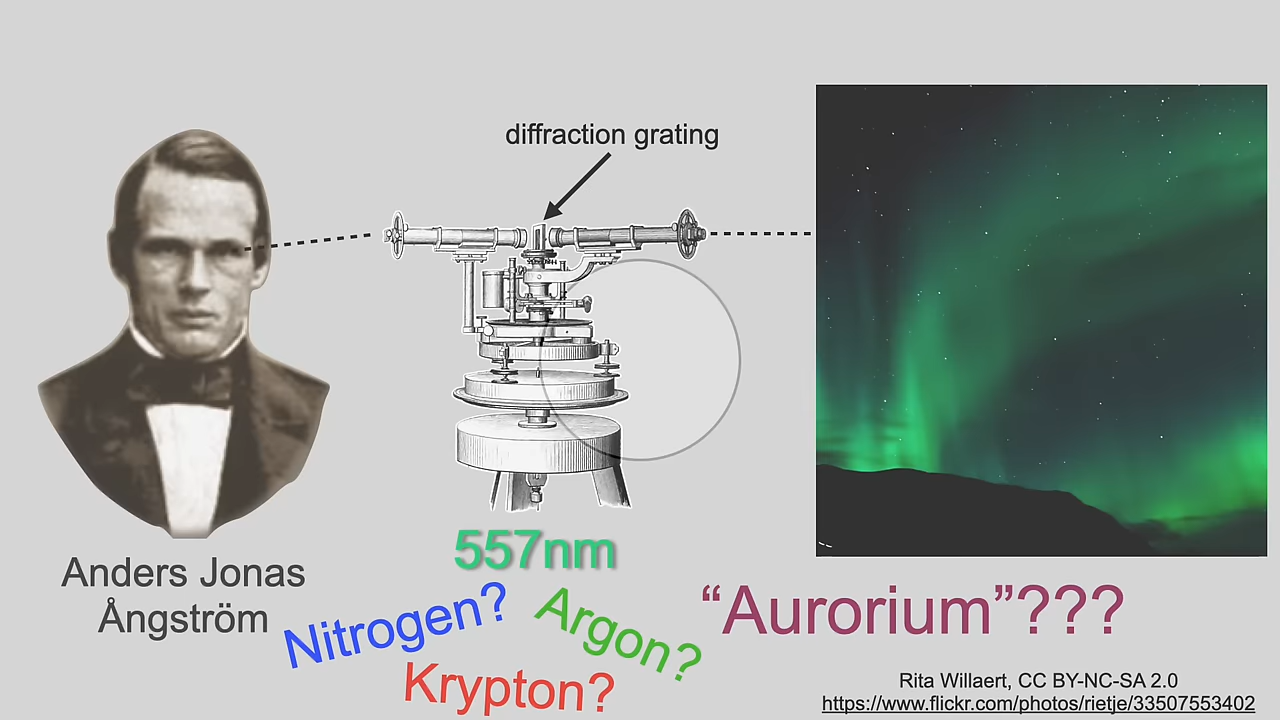 diffraction grating
Anders Jonas
Ångström
557nm
Nitrogen?
Argon?
Krypton?
“Aurorium”???
Rita Willaert, CC BY-NC-SA 2.0
https://www.flickr.com/photos/rietje/33507553402